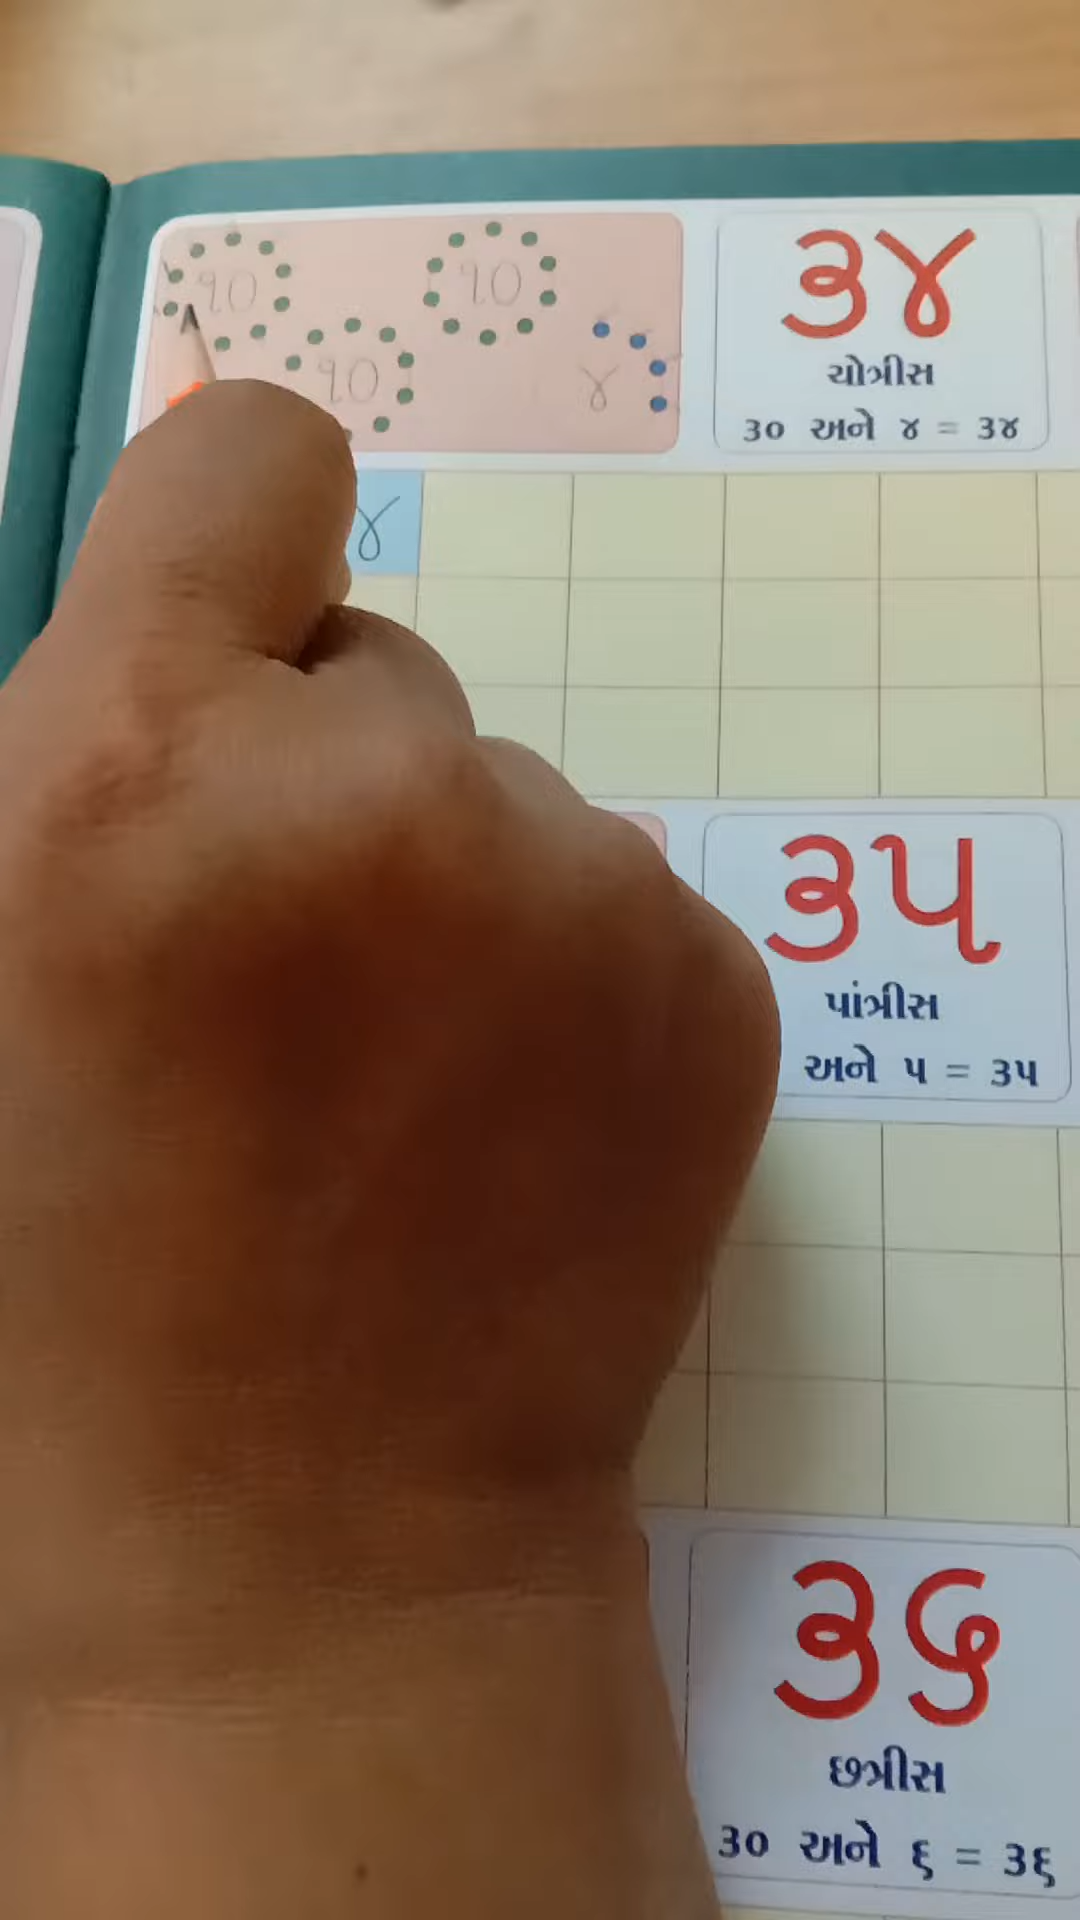 ૧૦ ૧૦
૧૦ ૪
૩૪
ચોત્રીસ
૩૦ અને ૪ = ૩૪
૪
૩૫
પાંત્રીસ
અને ૫ = ૩૫
૩૬
છત્રીસ
૩૦ અને ૬ = ૩૬